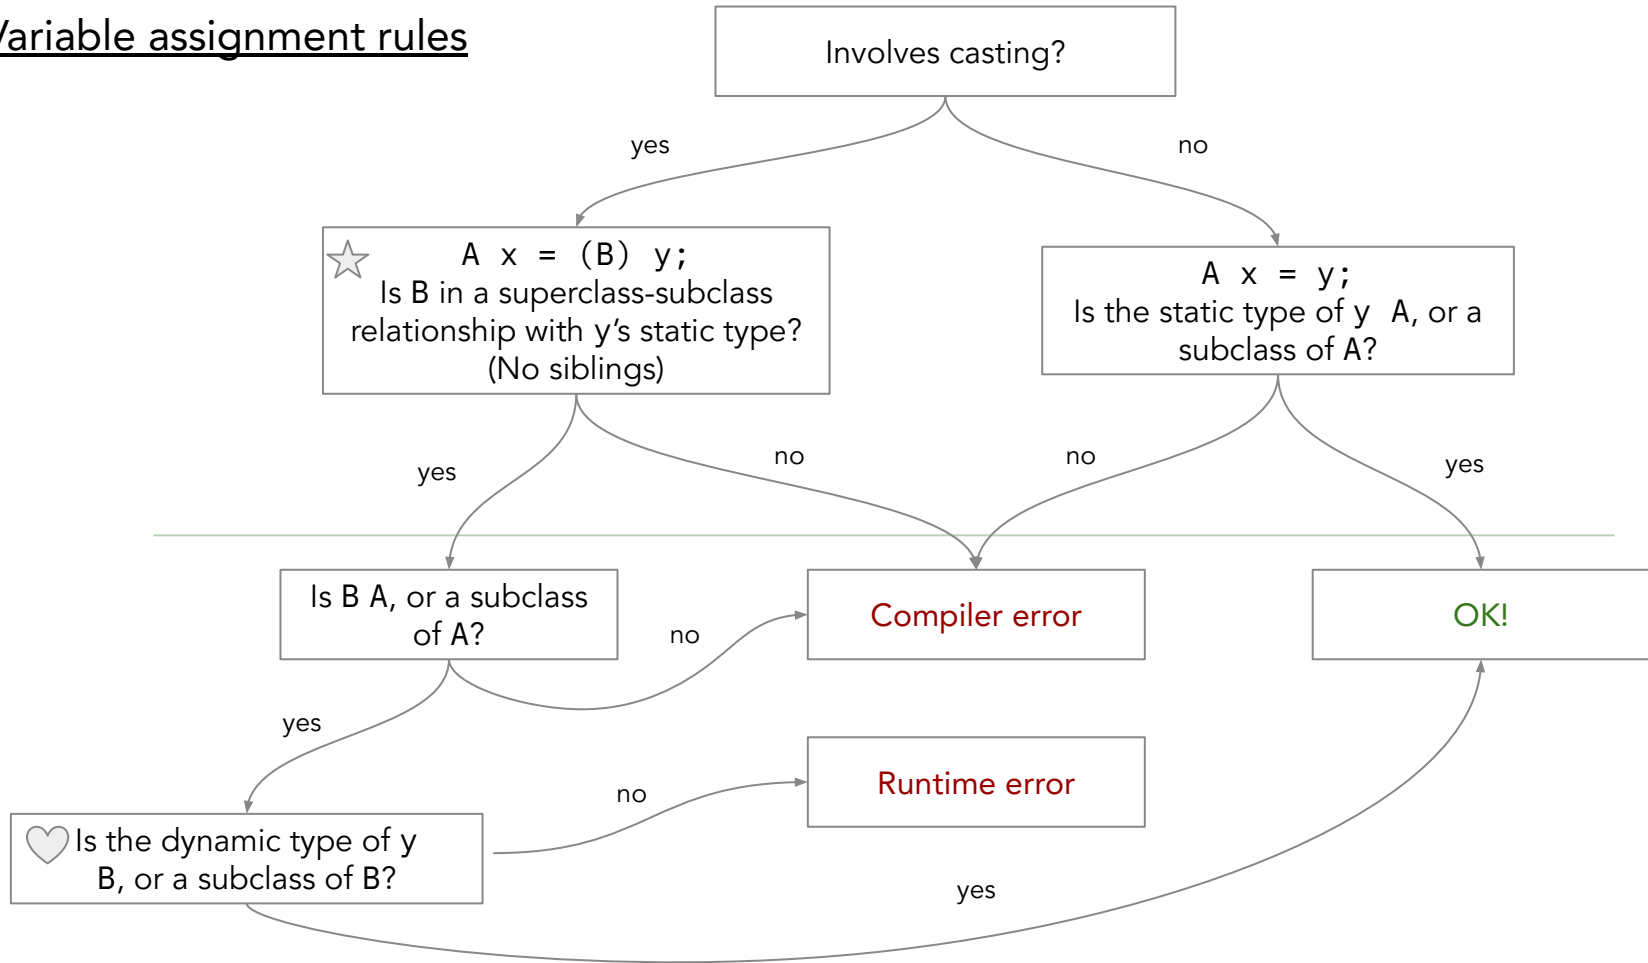 Variable assignment rules
Involves casting?
yes
no
A x = (B) y;
Is B in a superclass-subclass
relationship with y's static type?
(No siblings)
A x = y;
Is the static type of y A, or a
subclass of A?
yes
no
no
yes
Is B A, or a subclass
of A?
no
Compiler error
OK!
yes
no
Runtime error
Is the dynamic type of y
B, or a subclass of B?
yes